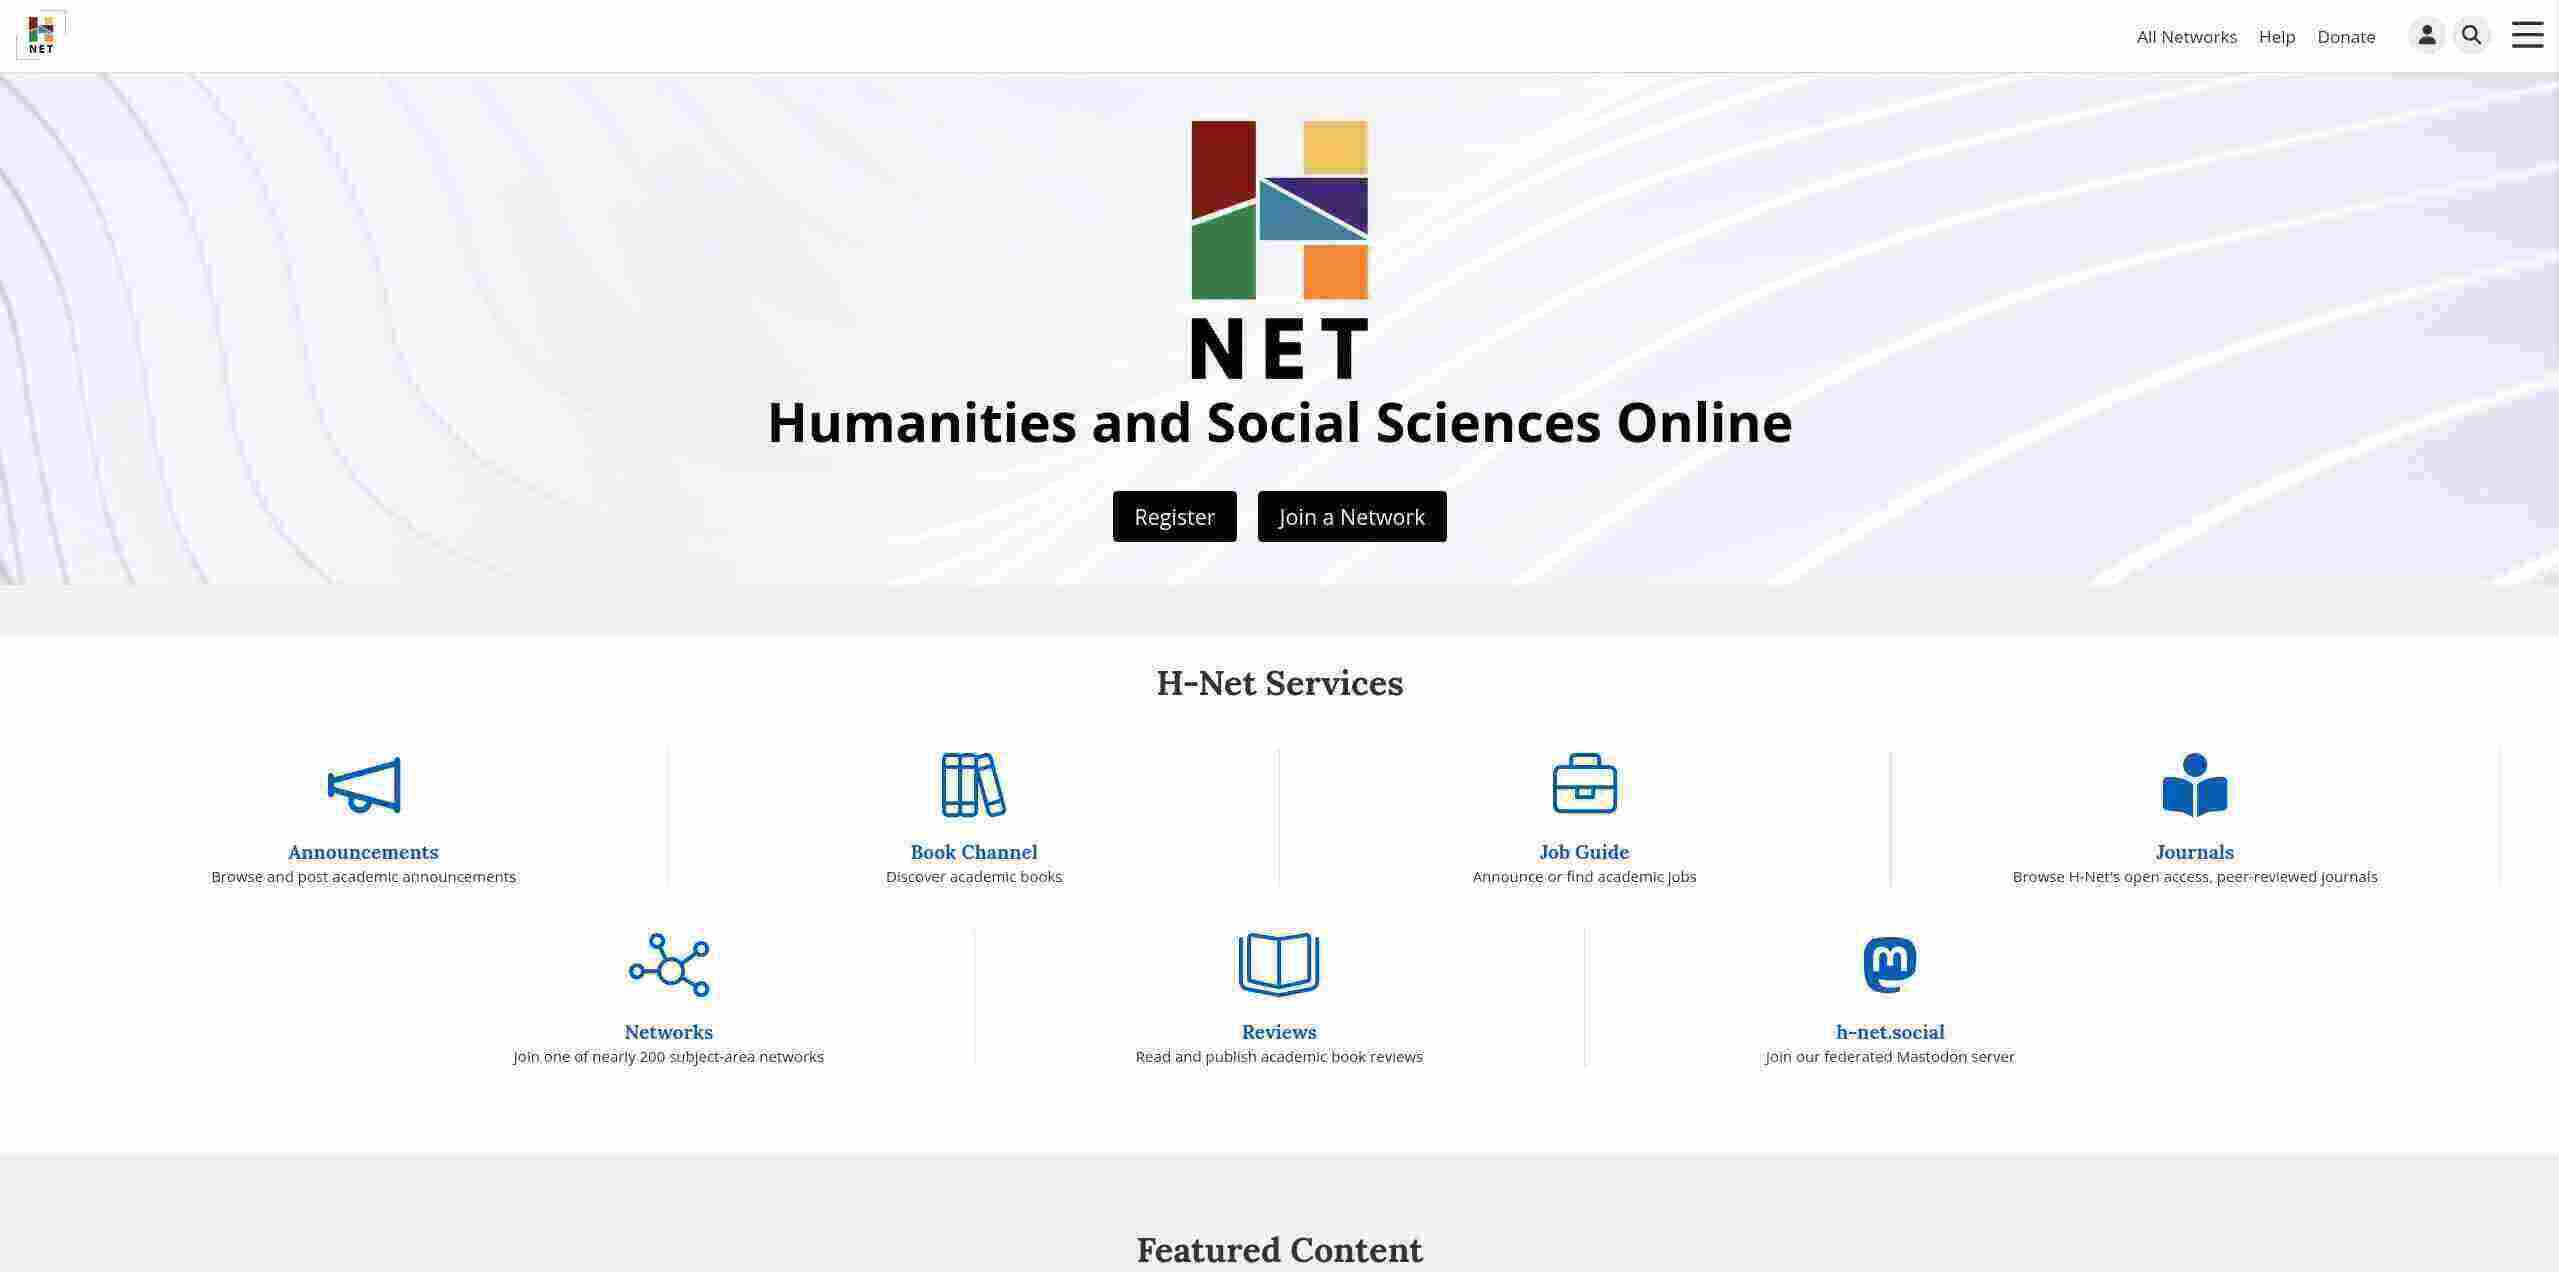 NET
All Networks Help Donate
NET
Humanities and Social Sciences Online
Register Join a Network
H-Net Services
Announcements
Browse and post academic announcements
Book Channel
Discover academic books
Job Guide
Announce or find academic jobs
Journals
Browse H-Net's open access, peer-reviewed journals
Networks
Join one of nearly 200 subject-area networks
Reviews
Read and publish academic book reviews
h-net.social
Join our federated Mastodon server
Featured Content